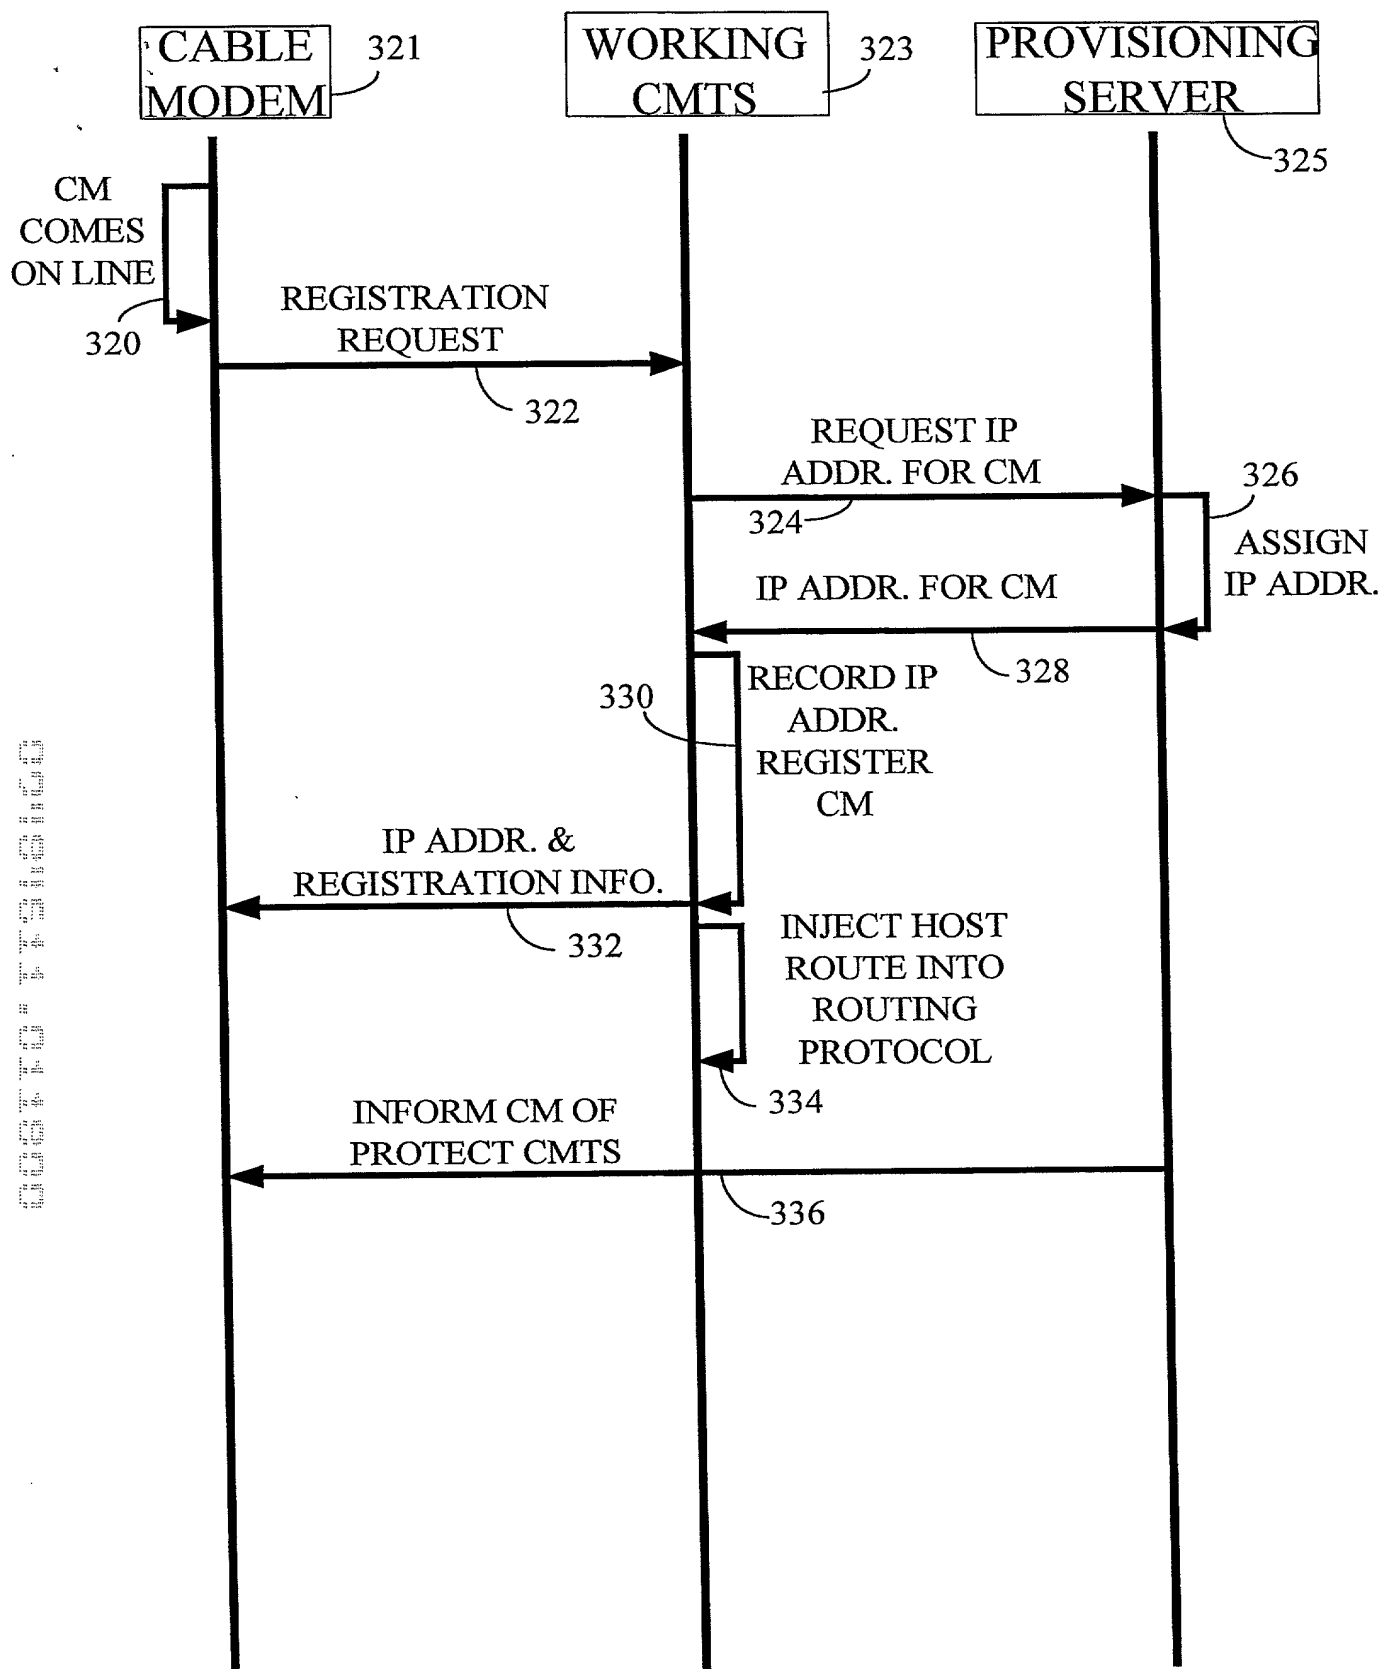 CABLE
MODEM
321
WORKING
CMTS
323
PROVISIONING
SERVER
325
CM
COMES
ON LINE
320
REGISTRATION
REQUEST
322
REQUEST IP
ADDR. FOR CM
324
326
ASSIGN
IP ADDR.
IP ADDR. FOR CM
328
330
RECORD IP
ADDR.
REGISTER
CM
IP ADDR. &
REGISTRATION INFO.
332
INJECT HOST
ROUTE INTO
ROUTING
PROTOCOL
334
INFORM CM OF
PROTECT CMTS
336